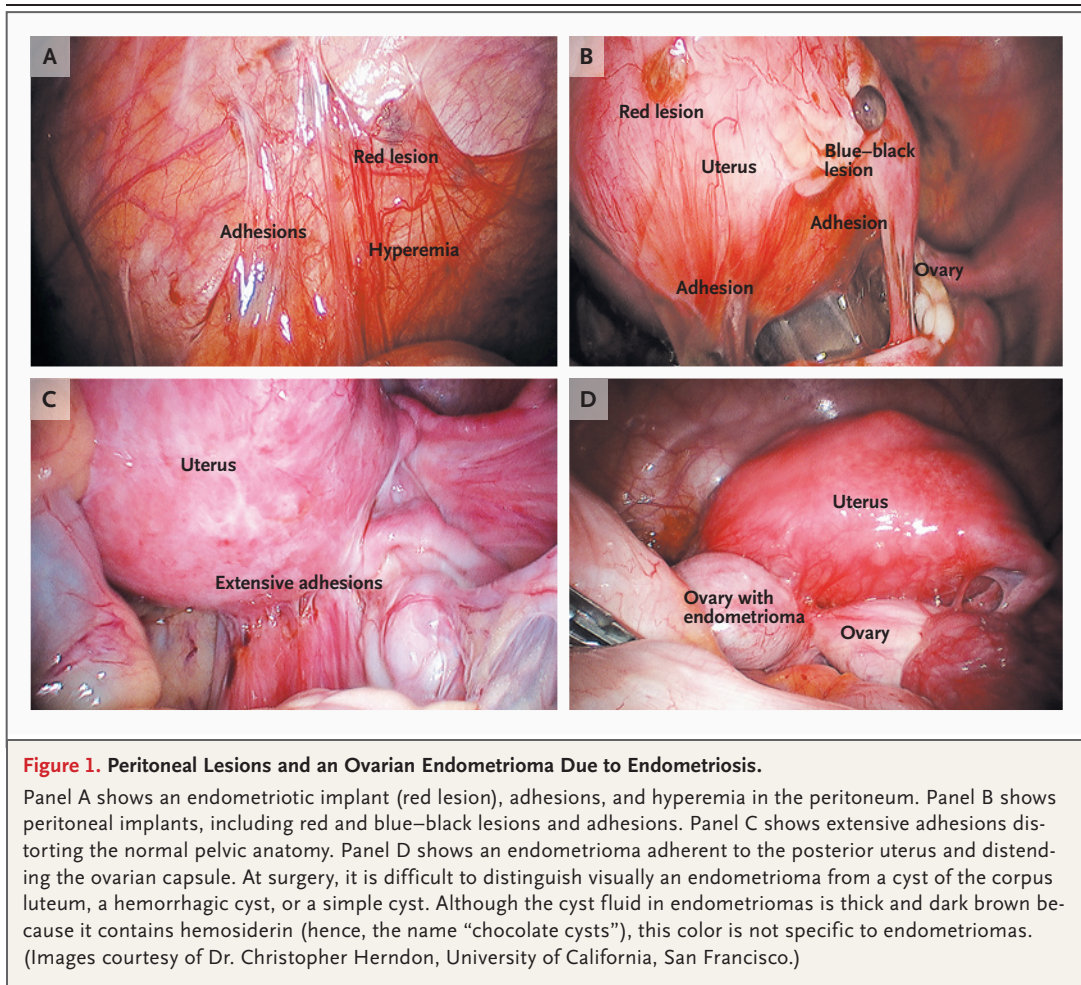 A
Red lesion
Adhesions
Hyperemia
B
Red lesion
Uterus
Blue–black
lesion
Adhesion
Adhesion
Ovary
C
Uterus
Extensive adhesions
D
Uterus
Ovary with
endometrioma
Ovary
Figure 1. Peritoneal Lesions and an Ovarian Endometrioma Due to Endometriosis.
Panel A shows an endometriotic implant (red lesion), adhesions, and hyperemia in the peritoneum. Panel B shows
peritoneal implants, including red and blue–black lesions and adhesions. Panel C shows extensive adhesions dis-
torting the normal pelvic anatomy. Panel D shows an endometrioma adherent to the posterior uterus and distend-
ing the ovarian capsule. At surgery, it is difficult to distinguish visually an endometrioma from a cyst of the corpus
luteum, a hemorrhagic cyst, or a simple cyst. Although the cyst fluid in endometriomas is thick and dark brown be-
cause it contains hemosiderin (hence, the name “chocolate cysts”), this color is not specific to endometriomas.
(Images courtesy of Dr. Christopher Herndon, University of California, San Francisco.)